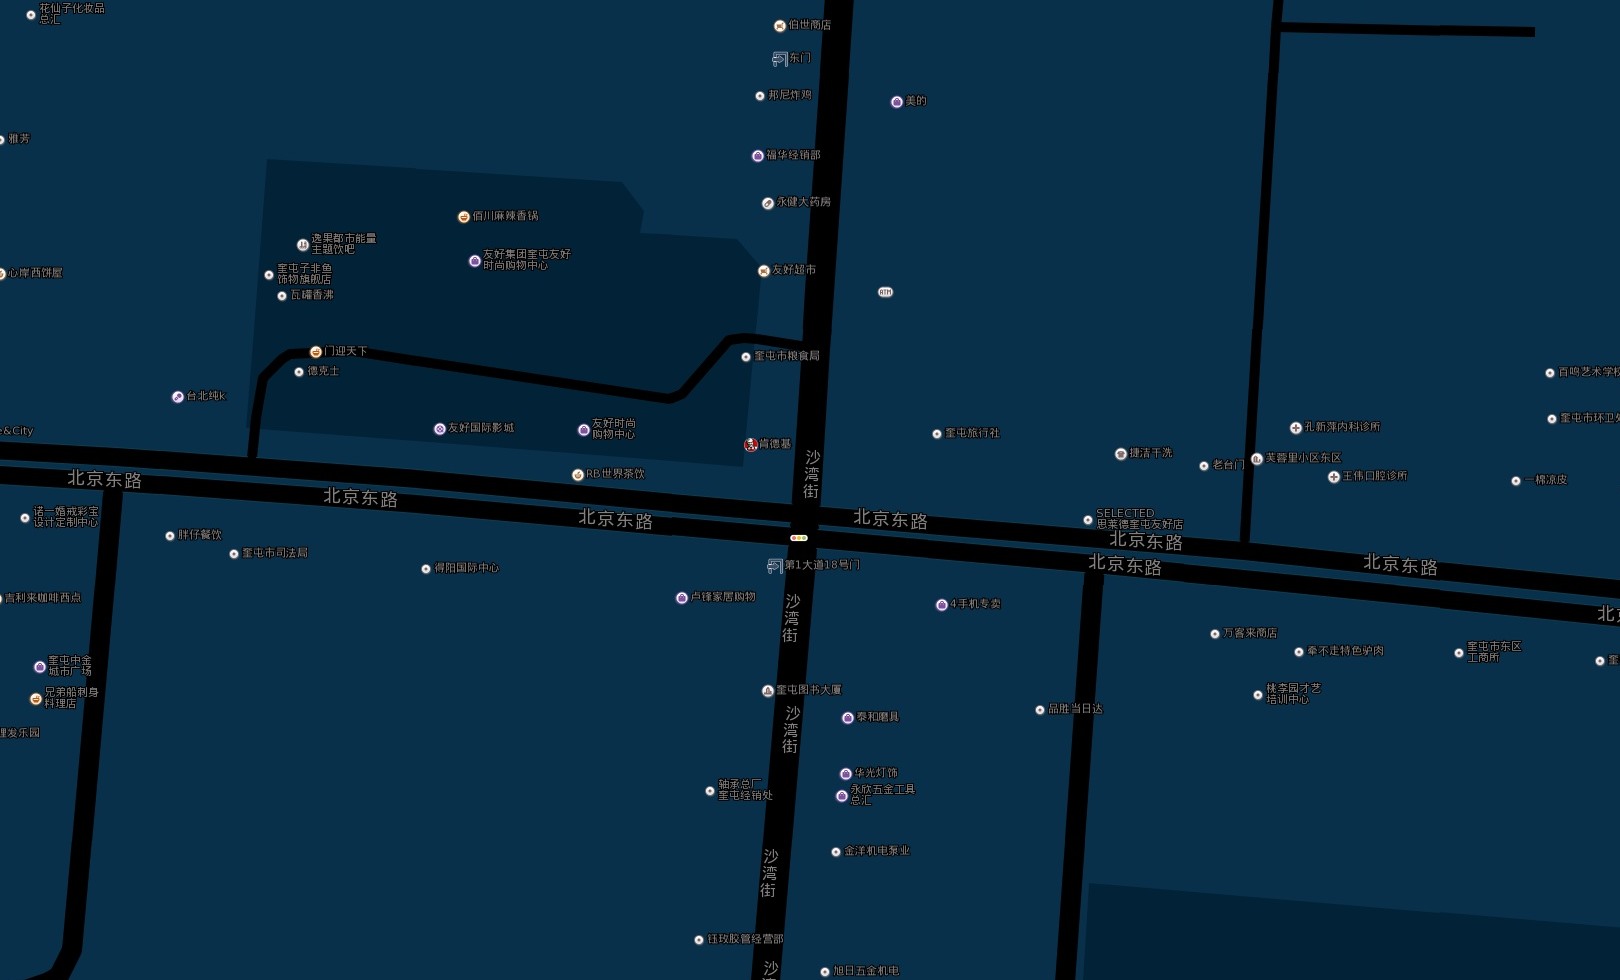 花仙子化妆品
总汇
伯世商店
东门
邦尼炸鸡
美的
雅芳
福华经销部
永健大药房
佰川麻辣香锅
逸果都市能量
主题饮吧
友好集团奎屯友好
时尚购物中心
奎屯子非鱼
饰物旗舰店
友好超市
心岸西饼屋
瓦罐香沸
ATM
门迎天下
奎屯市粮食局
德克士
百鸣艺术学校
台北纯k
奎屯市环卫
友好国际影城
友好时尚
购物中心
&City
奎屯旅行社
孔新萍内科诊所
肯德基
捷洁干洗
老台门
芙蓉里小区东区
RB世界茶饮
王伟口腔诊所
一棉凉皮
沙湾街
北京东路
北京东路
北京东路
北京东路
诺一婚戒彩宝
设计定制中心
SELECTED
思莱德奎屯友好店
北京东路
胖仔餐饮
奎屯市司法局
得阳国际中心
第1大道18号门
北京东路
北京东路
吉利来咖啡西点
卢锋家居购物
沙湾街
4手机专卖
北京
万客来商店
牵不走特色驴肉
奎屯市东区
工商所
奎
奎屯中金
城市广场
兄弟船刺身
料理店
奎屯图书大厦
桃李园才艺
培训中心
品胜当日达
泰和磨具
沙湾街
理发乐园
华光灯饰
轴承总厂
奎屯经销处
永欣五金工具
总汇
金洋机电泵业
沙湾街
钰玫胶管经营部
旭日五金机电
沙